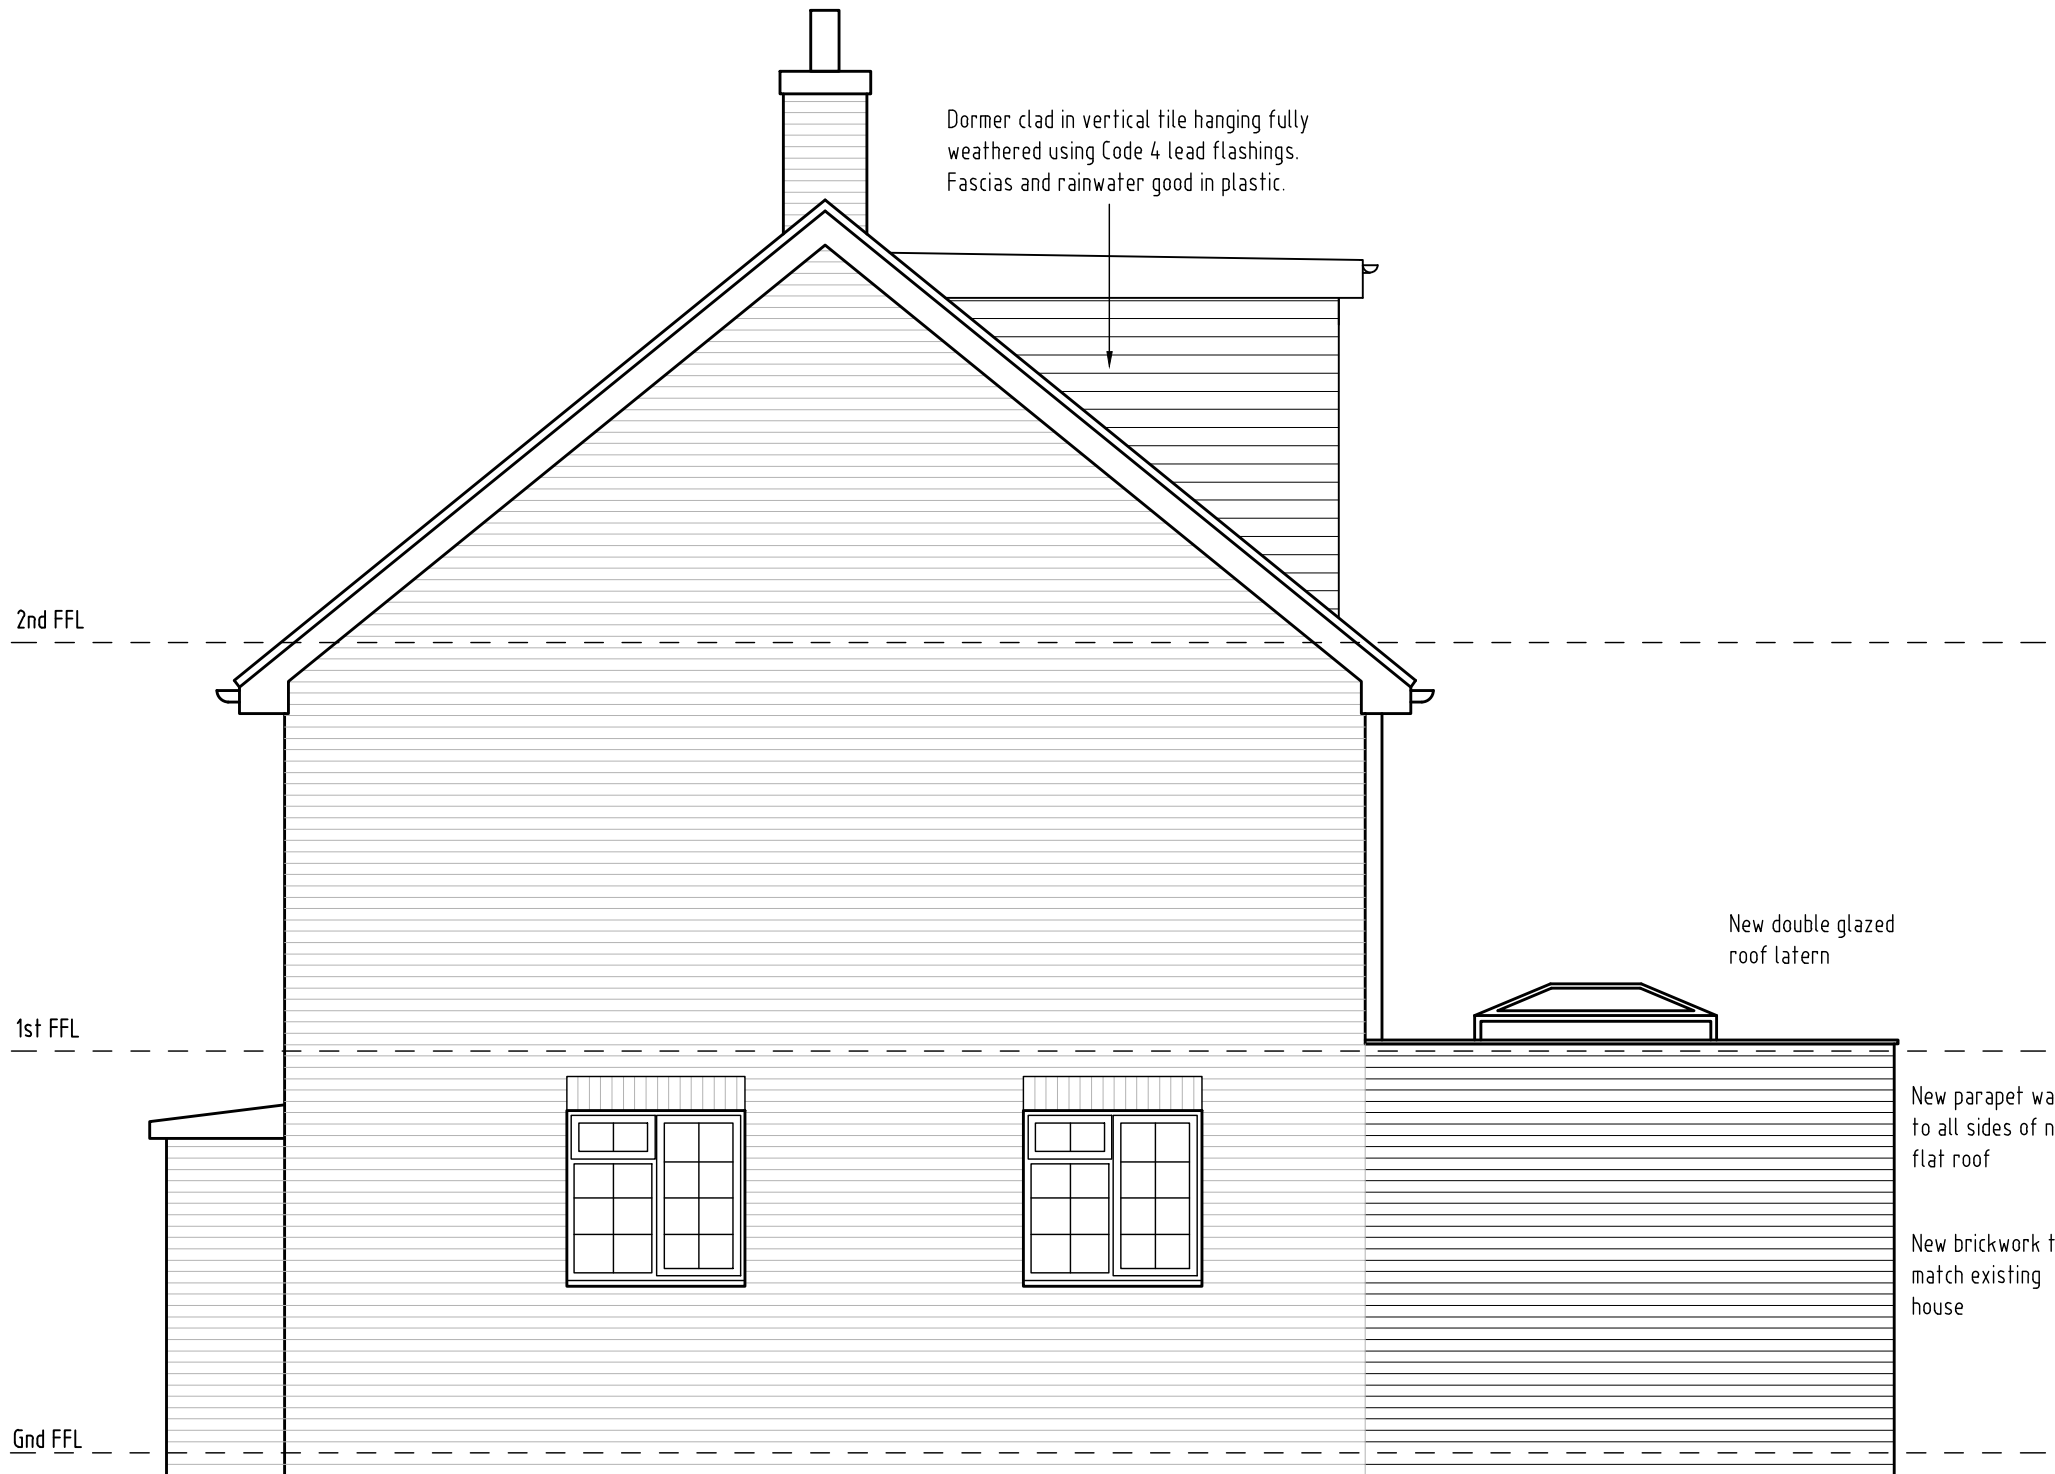 Dormer clad in vertical tile hanging fully
weathered using Code 4 lead flashings.
Fascias and rainwater good in plastic.
2nd FFL
New double glazed
roof latern
1st FFL
New parapet
to all sides of
flat roof
New brickwork
match existing
house
Gnd FFL